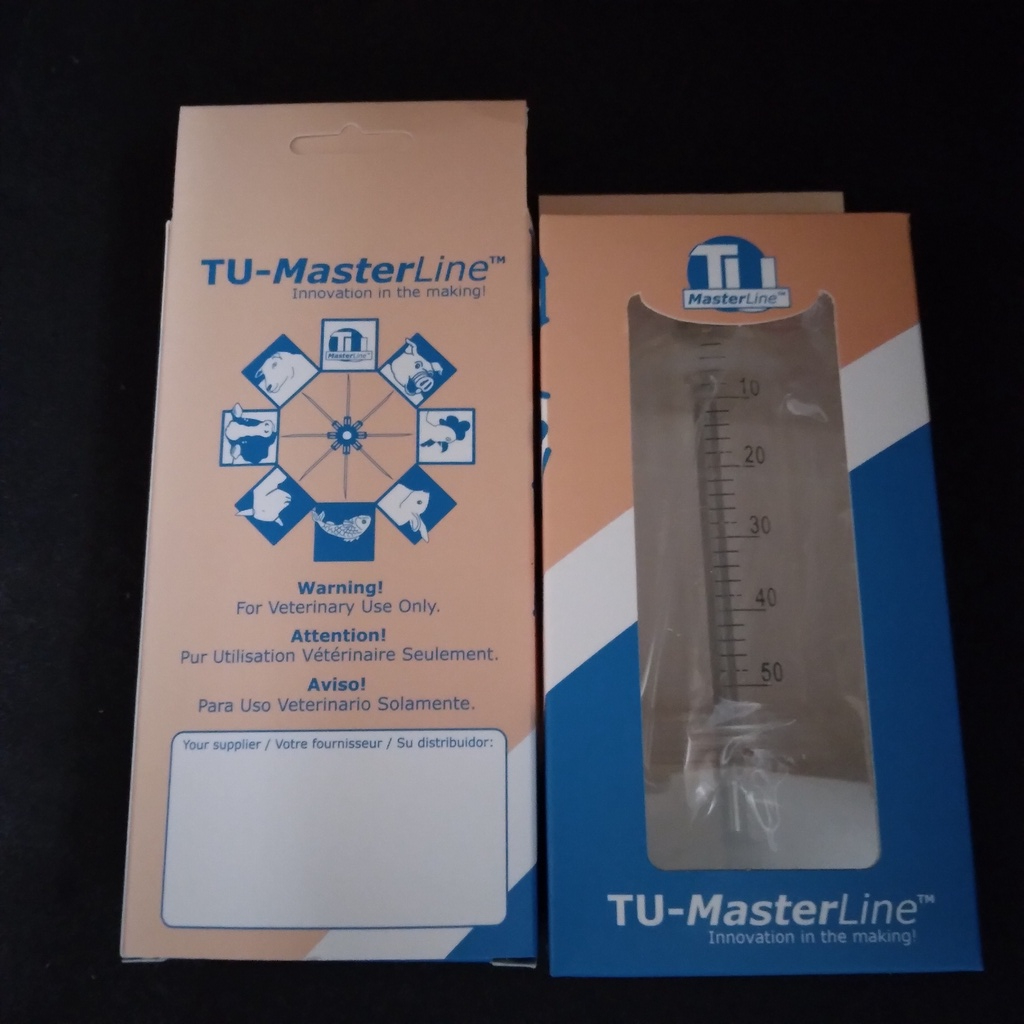 TU-MasterLine™
Innovation in the making!
TU
MasterLine™
Warning!
For Veterinary Use Only.
Attention!
Pur Utilisation Vétérinaire Seulement.
Aviso!
Para Uso Veterinario Solamente.
Your supplier / Votre fournisseur / Su distribuidor:
TU
MasterLine™
10
20
30
40
50
TU-MasterLine™
Innovation in the making!